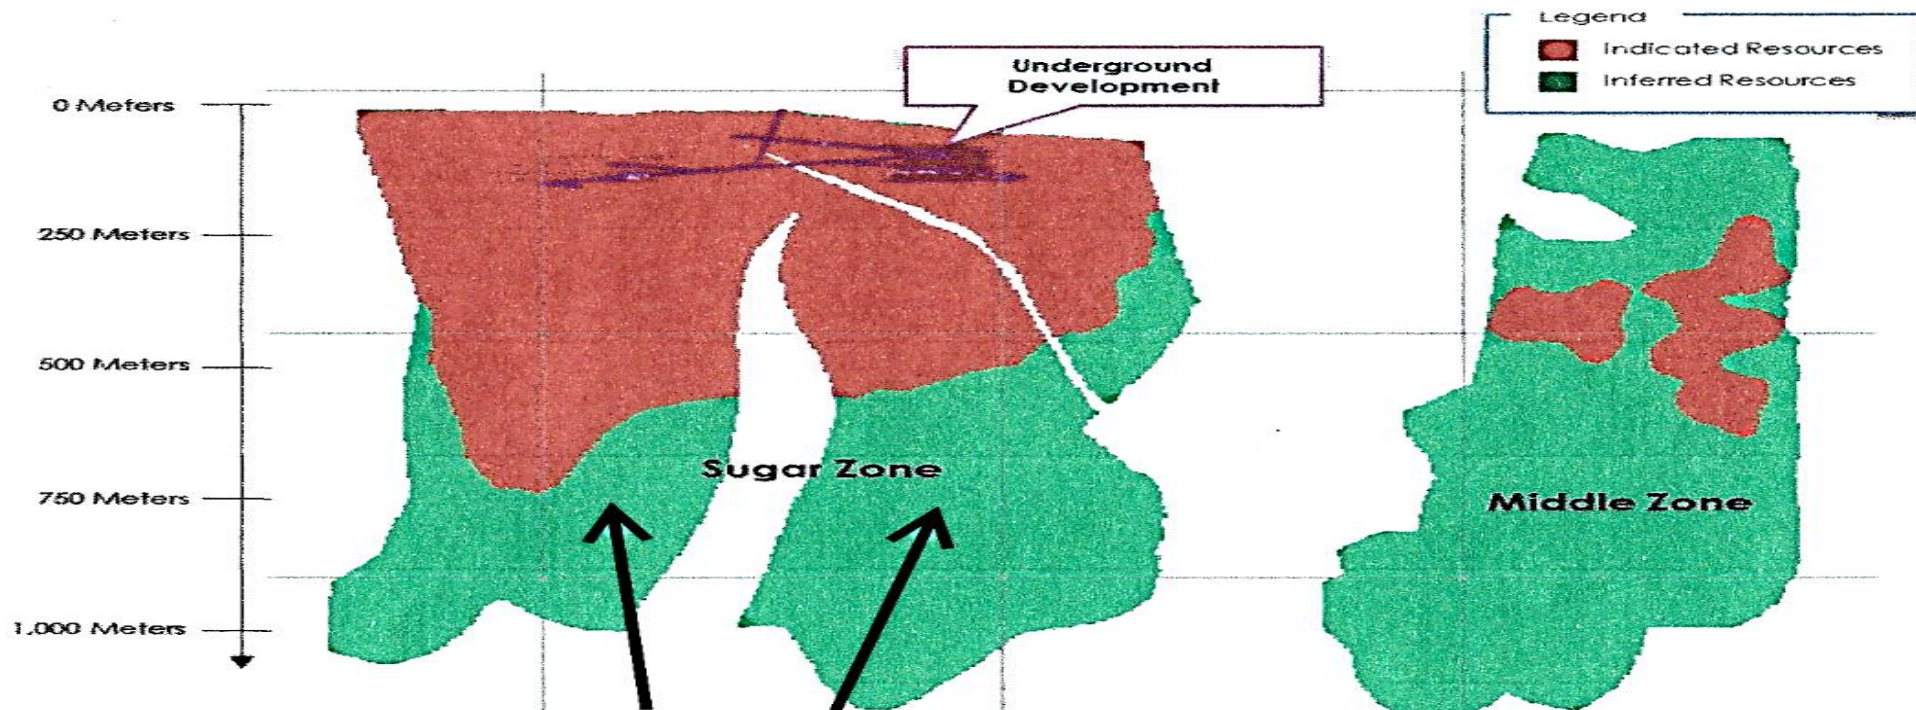 Legend
Indicated Resources
Inferred Resources
Underground
Development
0 Meters
250 Meters
500 Meters
750 Meters
1,000 Meters
Sugar Zone
Middle Zone